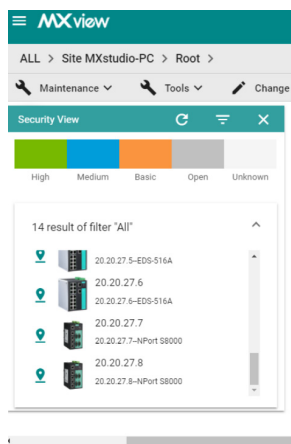 MXview
ALL > Site MXstudio-PC > Root >
Maintenance Tools Change
Security View
High Medium Basic Open Unknown
14 result of filter "All"
20.20.27.5–EDS-516A
20.20.27.6
20.20.27.6–EDS-516A
20.20.27.7
20.20.27.7–NPort S8000
20.20.27.8
20.20.27.8–NPort S8000